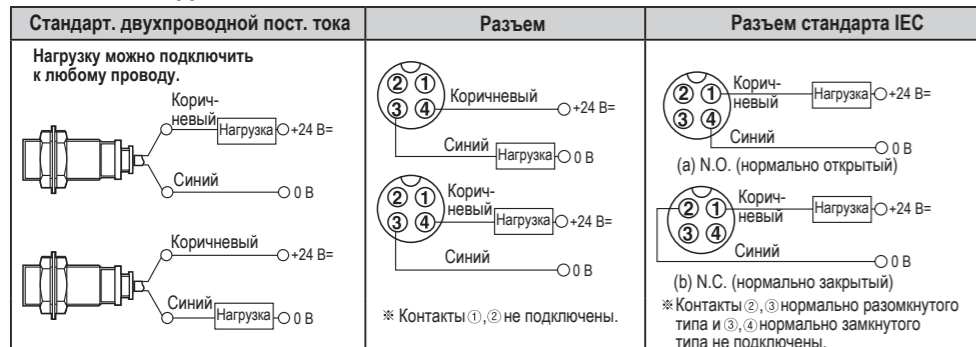 Стандарт. двухпроводной пост. тока
Нагрузку можно подключить
к любому проводу.
Корич-
невый
Нагрузка
+24 В=
Синий
0 В
Коричневый
+24 В=
Синий
Нагрузка
0 В
Разъем
② ①
③ ④
Коричневый
+24 В=
Синий
Нагрузка
0 В
② ①
③ ④
Корич-
невый
Нагрузка
+24 В=
Синий
0 В
※ Контакты ①,② не подключены.
Разъем стандарта IEC
② ①
③ ④
Корич-
невый
Нагрузка
+24 В=
Синий
0 В
(a) N.O. (нормально открытый)
② ①
③ ④
Корич-
невый
Нагрузка
+24 В=
Синий
0 В
(b) N.C. (нормально закрытый)
※ Контакты ②, ③ нормально разомкнутого
типа и ③, ④ нормально замкнутого
типа не подключены.